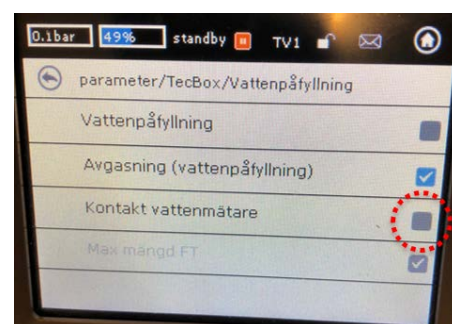 0.1bar 49% standby TV1
parameter/TecBox/Vattenpåfyllning
Vattenpåfyllning
Avgasning (vattenpåfyllning)
Kontakt vattenmätare
Max mängd FT